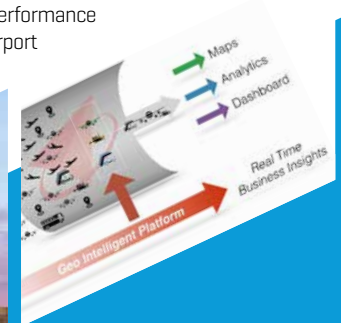 erformance
rport
Maps
Analytics
Dashboard
Real Time
Business Insights
Geo Intelligent Platform